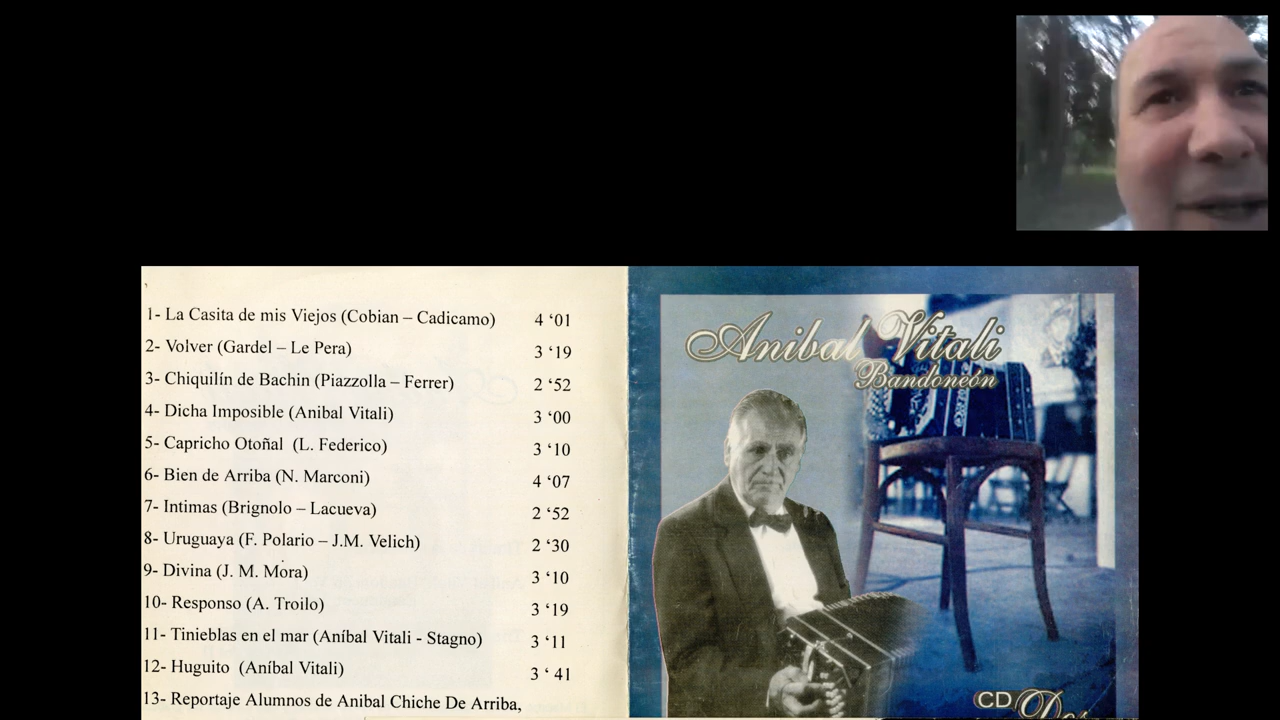 1- La Casita de mis Viejos (Cobian – Cadicamo) 4 ‘01
2- Volver (Gardel – Le Pera) 3 ‘19
3- Chiquilín de Bachin (Piazzolla – Ferrer) 2 ‘52
4- Dicha Imposible (Anibal Vitali) 3 ‘00
5- Capricho Otoñal (L. Federico) 3 ‘10
6- Bien de Arriba (N. Marconi) 4 ‘07
7- Intimas (Brignolo – Lacueva) 2 ‘52
8- Uruguaya (F. Polario – J.M. Velich) 2 ‘30
9- Divina (J. M. Mora) 3 ‘10
10- Responso (A. Troilo) 3 ‘19
11- Tinieblas en el mar (Aníbal Vitali - Stagno) 3 ‘11
12- Huguito (Aníbal Vitali) 3 ‘ 41
13- Reportaje Alumnos de Anibal Chiche De Arriba,
Anibal Vitali
Bandoneón
CD Dos